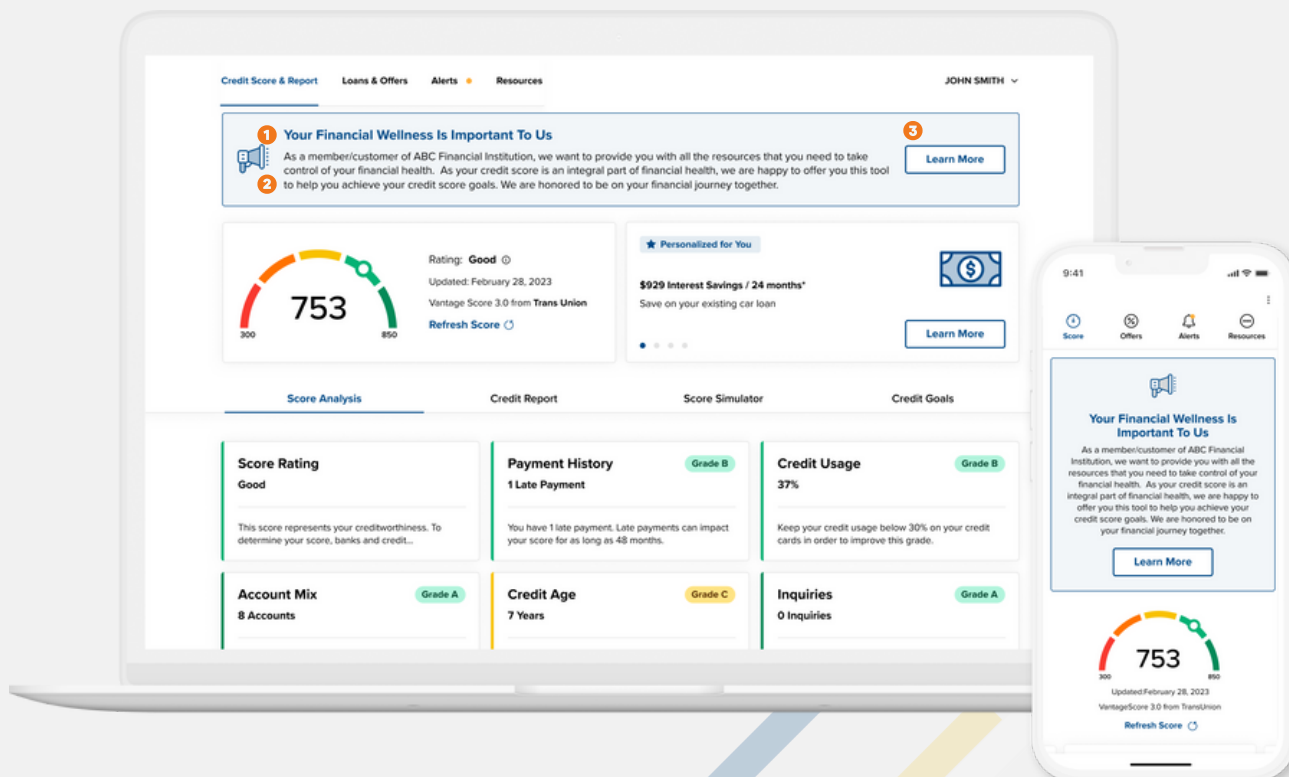 Credit Score & Report Loans & Offers Alerts Resources JOHN SMITH
1 Your Financial Wellness Is Important To Us
As a member/customer of ABC Financial Institution, we want to provide you with all the resources that you need to take
control of your financial health. As your credit score is an integral part of financial health, we are happy to offer you this tool
2 to help you achieve your credit score goals. We are honored to be on your financial journey together.
3
Learn More
753
300 850
Rating: Good
Updated: February 28, 2023
Vantage Score 3.0 from Trans Union
Refresh Score
Personalized for You
$929 Interest Savings / 24 months*
Save on your existing car loan
Learn More
Score Analysis Credit Report Score Simulator Credit Goals
Score Rating
Good
This score represents your creditworthiness. To
determine your score, banks and credit...
Payment History Grade B
1 Late Payment
You have 1 late payment. Late payments can impact
your score for as long as 48 months.
Credit Usage Grade B
37%
Keep your credit usage below 30% on your credit
cards in order to improve this grade.
Account Mix Grade A
8 Accounts
Credit Age Grade C
7 Years
Inquiries Grade A
0 Inquiries
9:41
Score Offers Alerts Resources
Your Financial Wellness Is
Important To Us
As a member/customer of ABC Financial
Institution, we want to provide you with all the
resources that you need to take control of your
financial health. As your credit score is an
integral part of financial health, we are happy to
offer you this tool to help you achieve your
credit score goals. We are honored to be on
your financial journey together.
Learn More
753
300 850
Updated:February 28, 2023
VantageScore 3.0 from TransUnion
Refresh Score